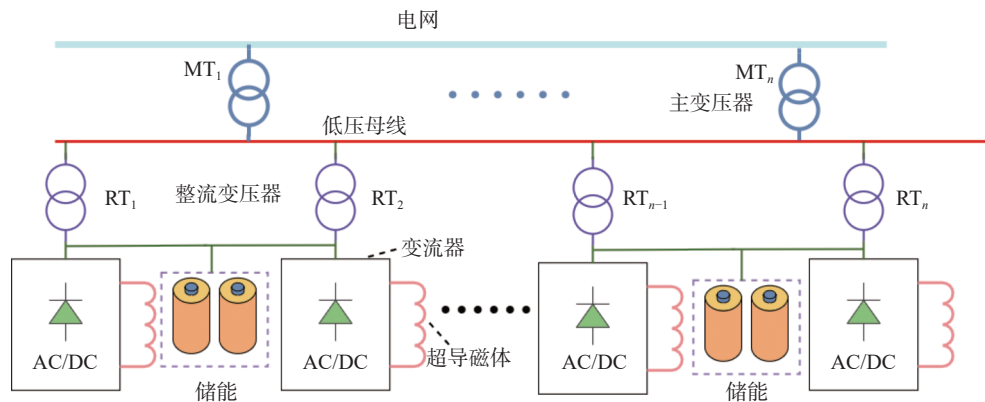 电网
MT₁
MTₙ
主变压器
低压母线
RT₁
整流变压器
RT₂
RTₙ₋₁
RTₙ
变流器
AC/DC
储能
AC/DC
超导磁体
AC/DC
储能
AC/DC